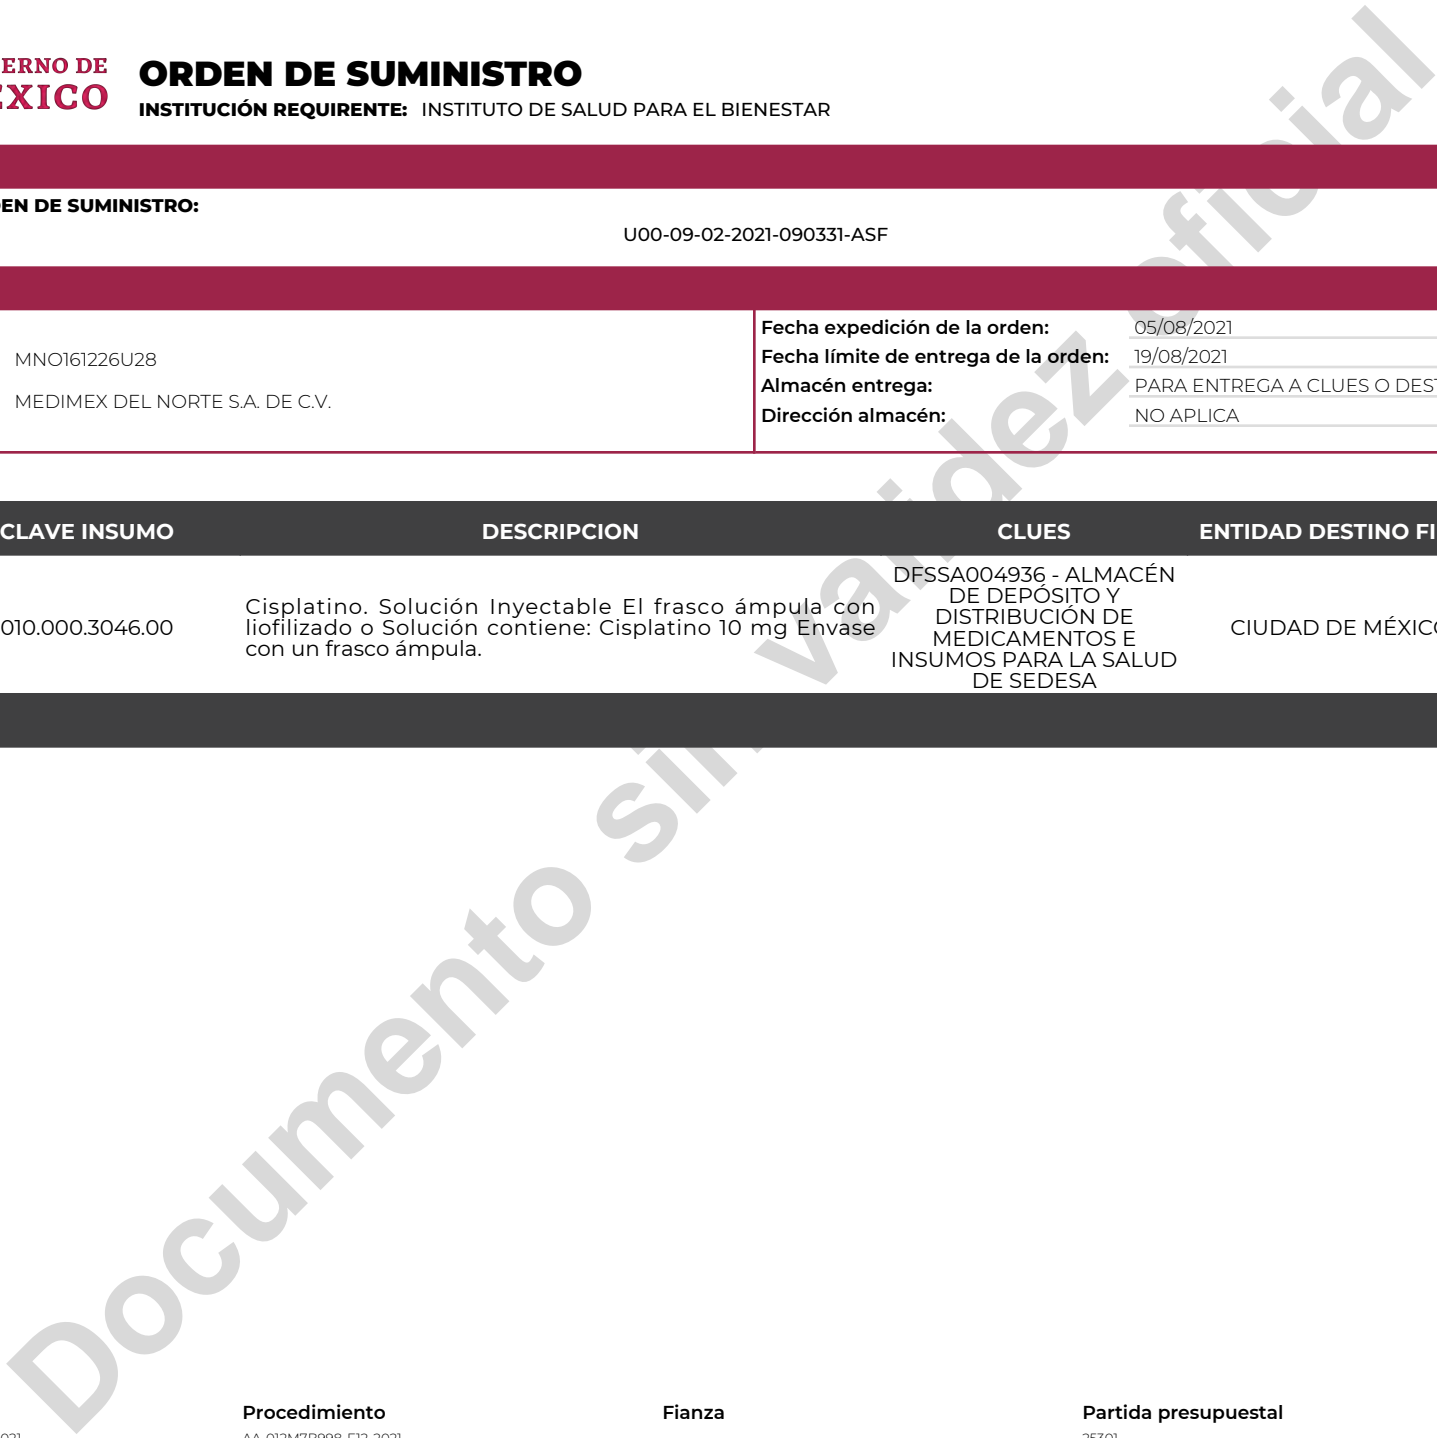 ERNO DE
EXICO
ORDEN DE SUMINISTRO
INSTITUCIÓN REQUIRENTE: INSTITUTO DE SALUD PARA EL BIENESTAR
EN DE SUMINISTRO:
U00-09-02-2021-090331-ASF
MNO161226U28
MEDIMEX DEL NORTE S.A. DE C.V.
Fecha expedición de la orden: 05/08/2021
Fecha límite de entrega de la orden: 19/08/2021
Almacén entrega: PARA ENTREGA A CLUES O DEST
Dirección almacén: NO APLICA
CLAVE INSUMO DESCRIPCION CLUES ENTIDAD DESTINO FI
010.000.3046.00
Cisplatino. Solución Inyectable El frasco ámpula con
liofilizado o Solución contiene: Cisplatino 10 mg Envase
con un frasco ámpula.
DFSSA004936 - ALMACÉN
DE DEPÓSITO Y
DISTRIBUCIÓN DE
MEDICAMENTOS E
INSUMOS PARA LA SALUD
DE SEDESA
CIUDAD DE MÉXICO
Documento sin validez oficial
Procedimiento Fianza Partida presupuestal